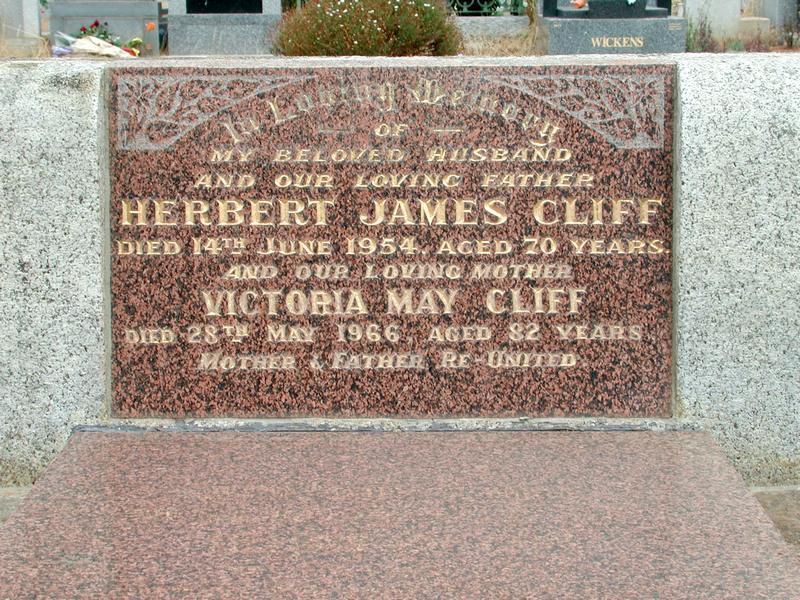 WICKENS
In Loving Memory
— OF —
MY BELOVED HUSBAND
AND OUR LOVING FATHER
HERBERT JAMES CLIFF
DIED 14TH JUNE 1954, AGED 70 YEARS.
AND OUR LOVING MOTHER
VICTORIA MAY CLIFF
DIED 28TH MAY 1966, AGED 82 YEARS
MOTHER & FATHER RE-UNITED